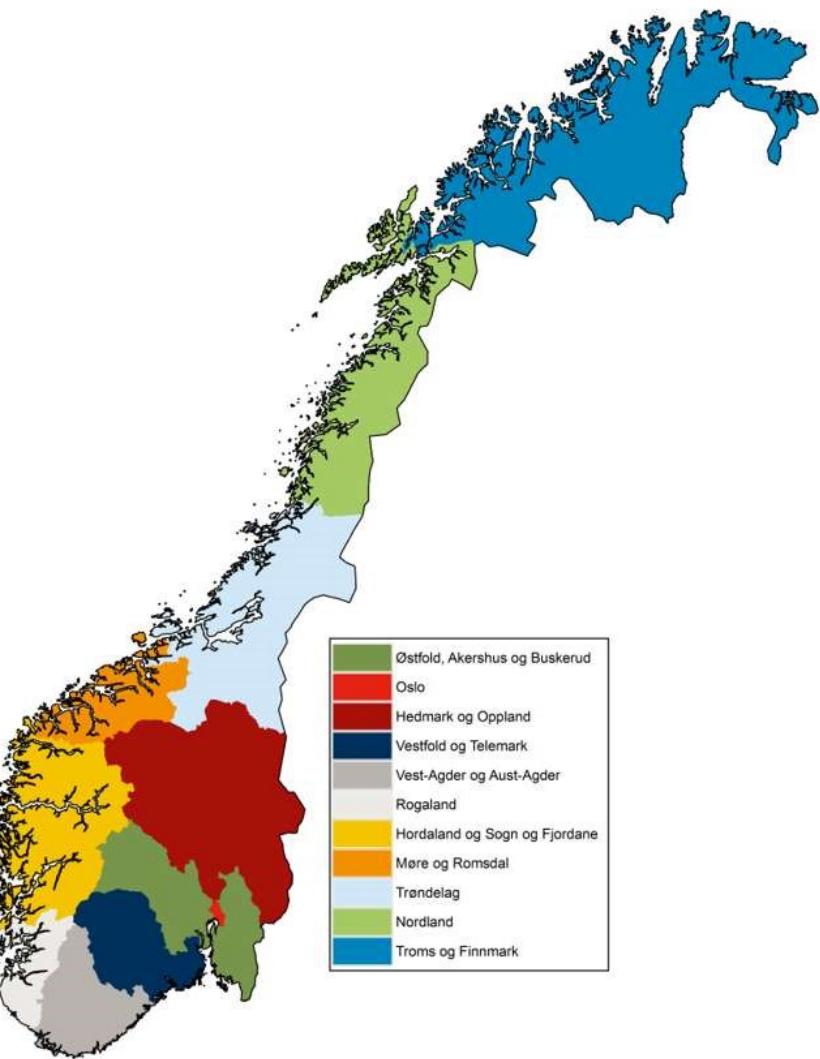 Østfold, Akershus og Buskerud
Oslo
Hedmark og Oppland
Vestfold og Telemark
Vest-Agder og Aust-Agder
Rogaland
Hordaland og Sogn og Fjordane
Møre og Romsdal
Trøndelag
Nordland
Troms og Finnmark